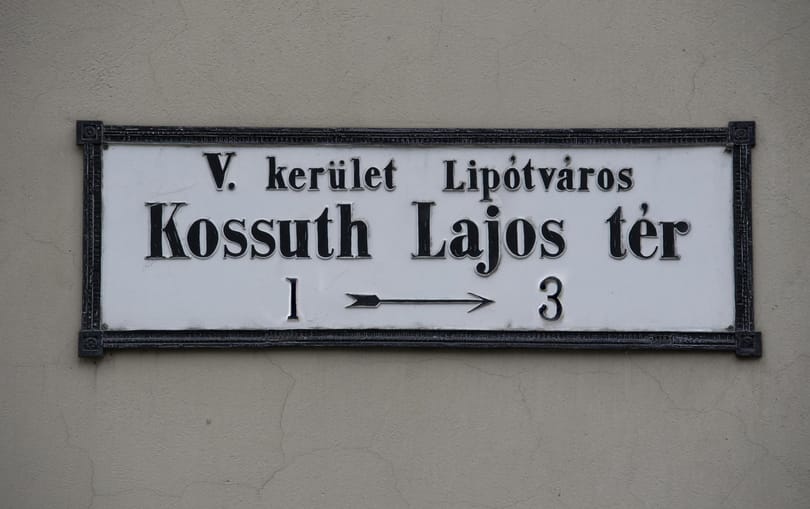 V. kerület Lipótváros
Kossuth Lajos tér
1 → 3